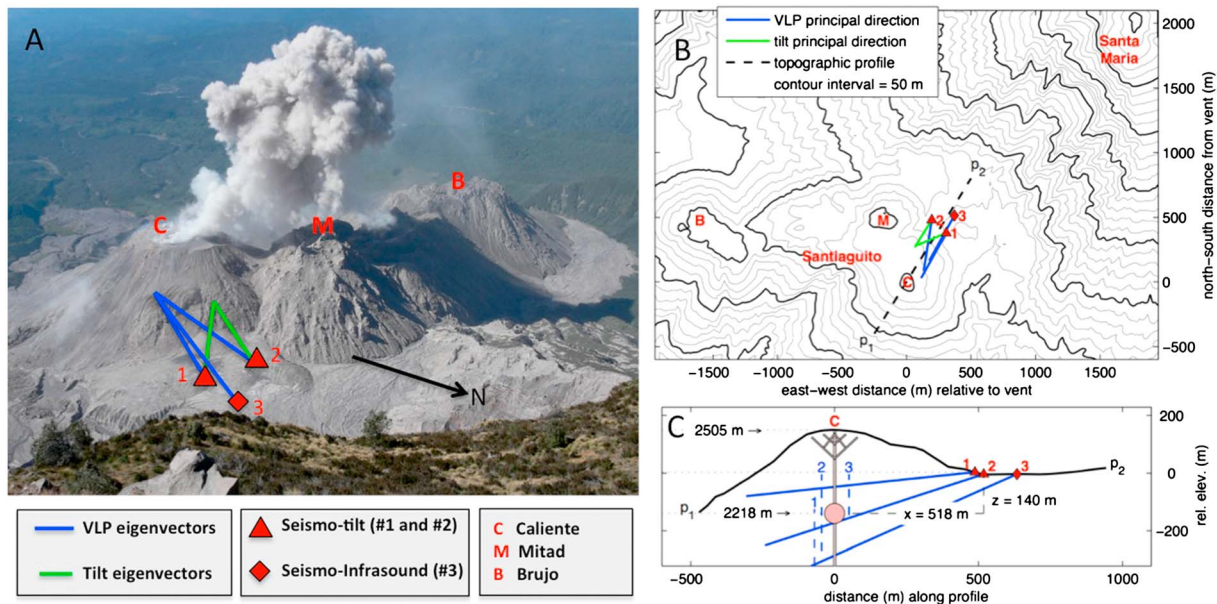 A
C
M
B
1
2
3
N
VLP eigenvectors
Tilt eigenvectors
Seismo-tilt (#1 and #2)
Seismo-Infrasound (#3)
C Caliente
M Mitad
B Brujo
B
VLP principal direction
tilt principal direction
topographic profile
contour interval = 50 m
Santa
Maria
p2
B
M
2
3
1
Santiaguito
C
p1
2000
1500
1000
500
0
−500
north−south distance from vent (m)
−1500 −1000 −500 0 500 1000 1500
east−west distance (m) relative to vent
C
2505 m
C
2
3
1
1
2
3
p2
p1
2218 m
x = 518 m
z = 140 m
200
0
−200
rel. elev. (m)
−500 0 500 1000
distance (m) along profile